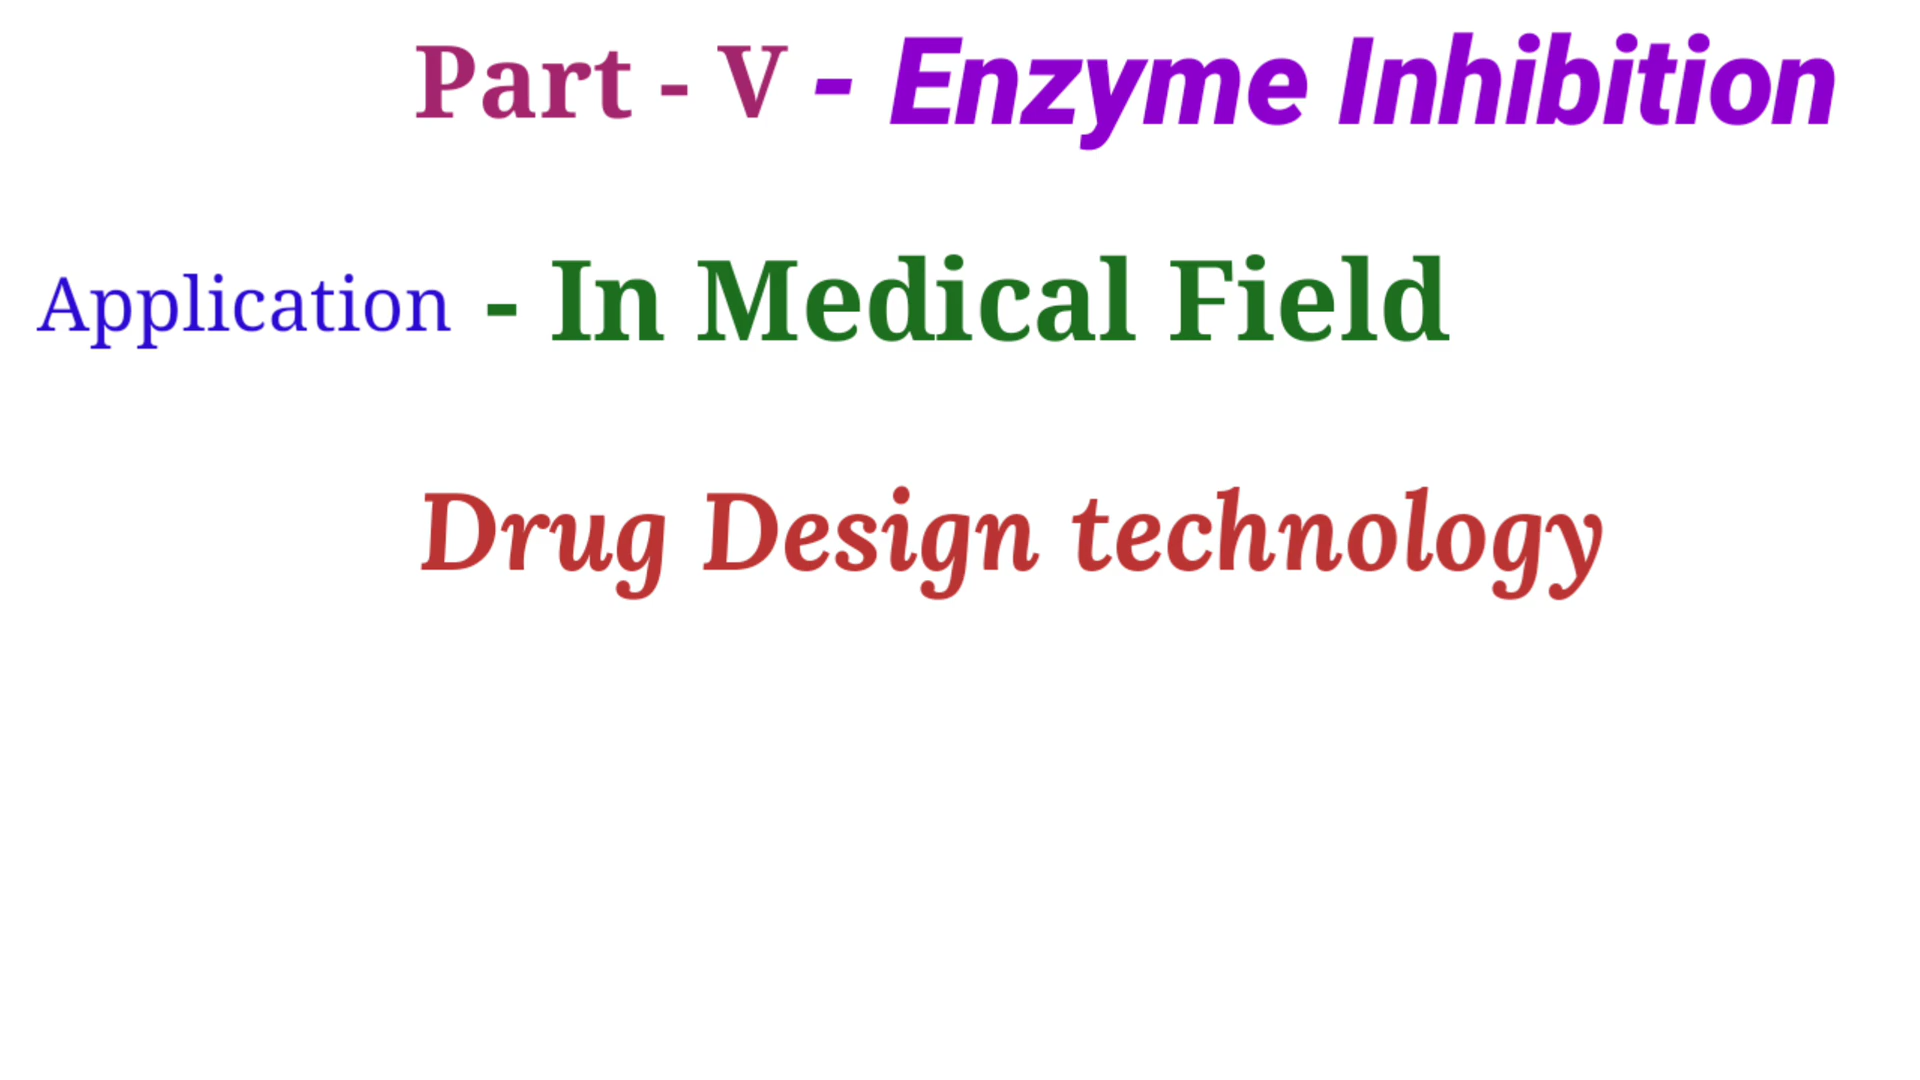 Part - V - Enzyme Inhibition
Application - In Medical Field
Drug Design technology